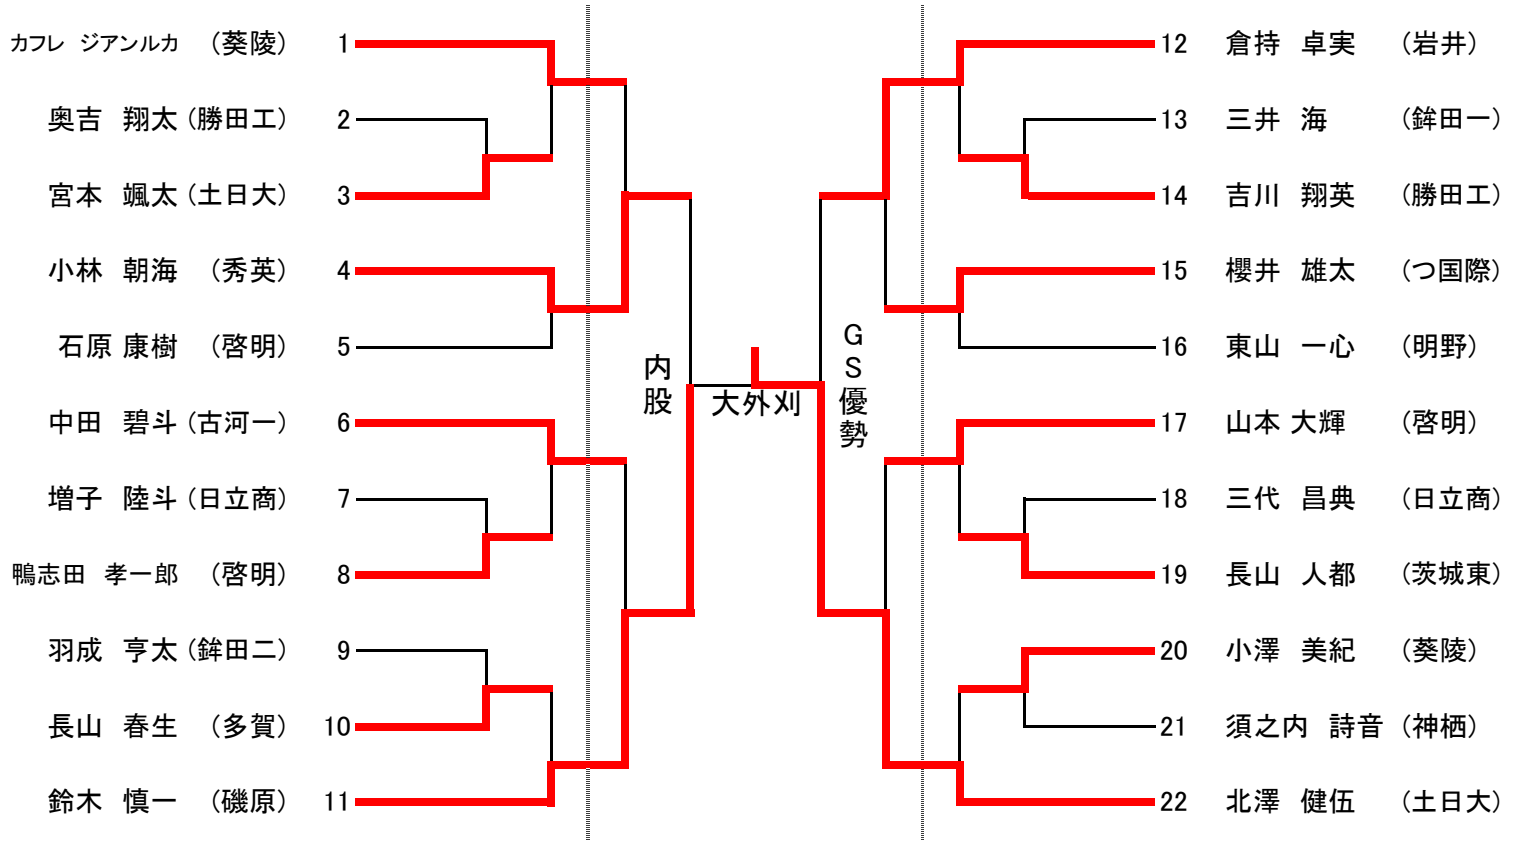 カフレ ジアンルカ (葵陵) 1
奥吉 翔太 (勝田工) 2
宮本 颯太 (土日大) 3
小林 朝海 (秀英) 4
石原 康樹 (啓明) 5
中田 碧斗 (古河一) 6
増子 陸斗 (日立商) 7
鴨志田 孝一郎 (啓明) 8
羽成 亨太 (鉾田二) 9
長山 春生 (多賀) 10
鈴木 慎一 (磯原) 11
内股
大外刈
GS優勢
12 倉持 卓実 (岩井)
13 三井 海 (鉾田一)
14 吉川 翔英 (勝田工)
15 櫻井 雄太 (つ国際)
16 東山 一心 (明野)
17 山本 大輝 (啓明)
18 三代 昌典 (日立商)
19 長山 人都 (茨城東)
20 小澤 美紀 (葵陵)
21 須之内 詩音 (神栖)
22 北澤 健伍 (土日大)